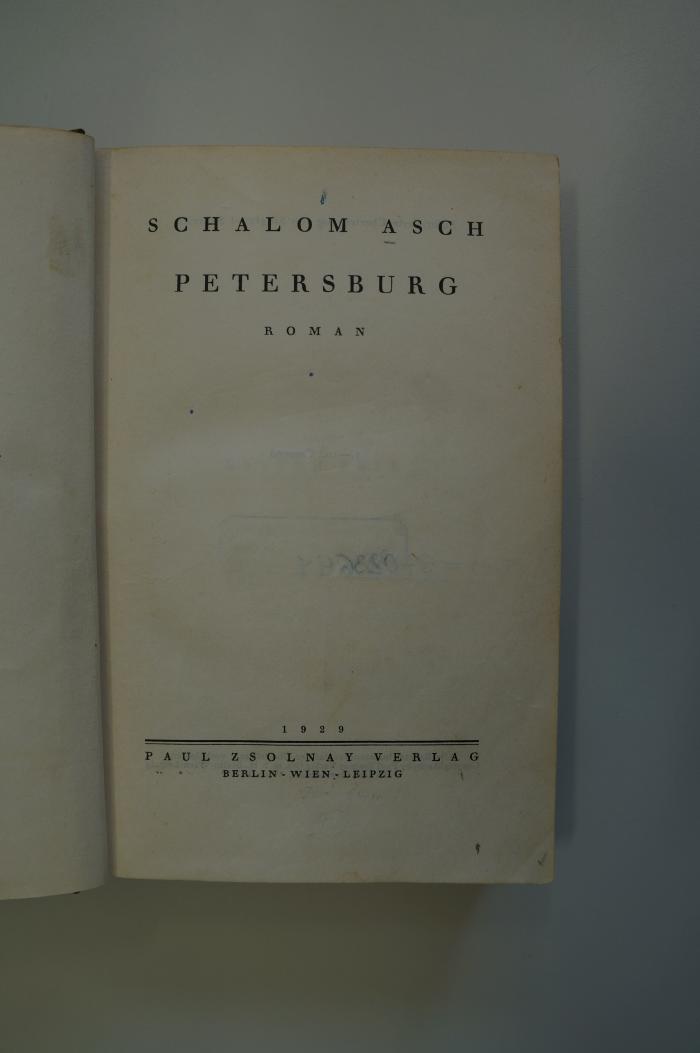 SCHALOM ASCH
PETERSBURG
ROMAN
1929
PAUL ZSOLNAY VERLAG
BERLIN-WIEN-LEIPZIG